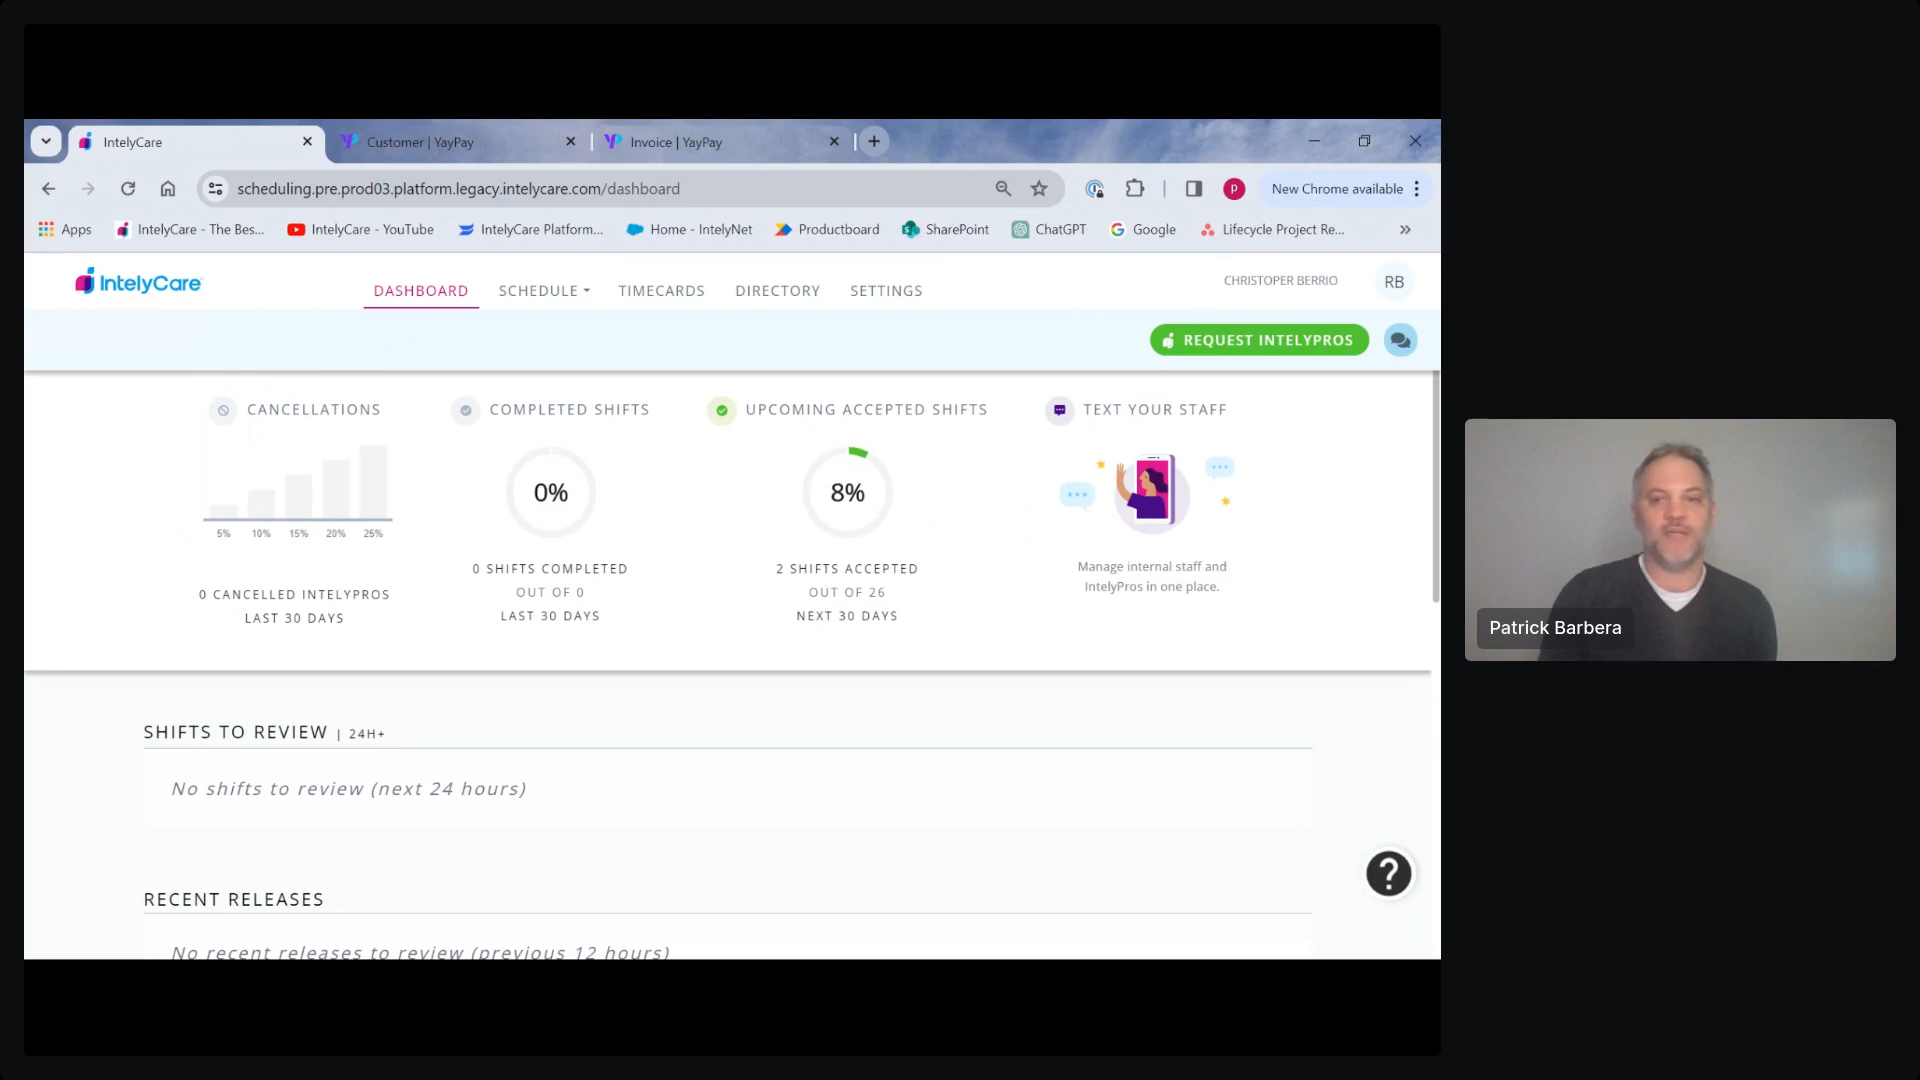 IntelyCare
Customer | YayPay
Invoice | YayPay
scheduling.pre.prod03.platform.legacy.intelycare.com/dashboard
P
New Chrome available
Apps
IntelyCare - The Bes...
IntelyCare - YouTube
IntelyCare Platform...
Home - IntelyNet
Productboard
SharePoint
ChatGPT
Google
Lifecycle Project Re...
IntelyCare
DASHBOARD
SCHEDULE
TIMECARDS
DIRECTORY
SETTINGS
CHRISTOPER BERRIO
RB
REQUEST INTELYPROS
CANCELLATIONS
5% 10% 15% 20% 25%
0 CANCELLED INTELYPROS
LAST 30 DAYS
COMPLETED SHIFTS
0%
0 SHIFTS COMPLETED
OUT OF 0
LAST 30 DAYS
UPCOMING ACCEPTED SHIFTS
8%
2 SHIFTS ACCEPTED
OUT OF 26
NEXT 30 DAYS
TEXT YOUR STAFF
Manage internal staff and
IntelyPros in one place.
SHIFTS TO REVIEW | 24H+
No shifts to review (next 24 hours)
RECENT RELEASES
No recent releases to review (previous 12 hours)
?
Patrick Barbera